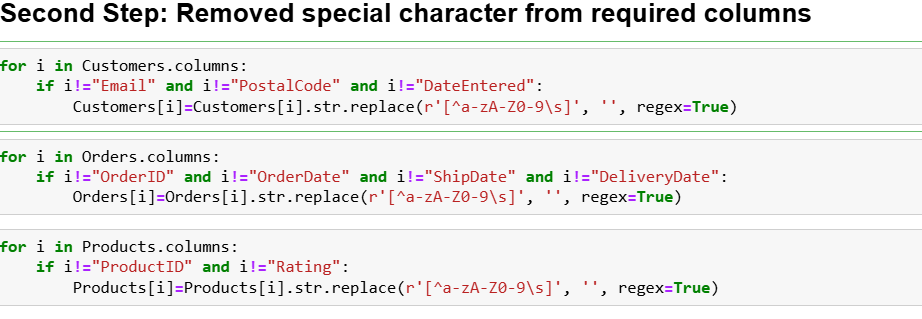 Second Step: Removed special character from required columns
for i in Customers.columns:
    if i!="Email" and i!="PostalCode" and i!="DateEntered":
        Customers[i]=Customers[i].str.replace(r'[^a-zA-Z0-9\s]', '', regex=True)
for i in Orders.columns:
    if i!="OrderID" and i!="OrderDate" and i!="ShipDate" and i!="DeliveryDate":
        Orders[i]=Orders[i].str.replace(r'[^a-zA-Z0-9\s]', '', regex=True)
for i in Products.columns:
    if i!="ProductID" and i!="Rating":
        Products[i]=Products[i].str.replace(r'[^a-zA-Z0-9\s]', '', regex=True)